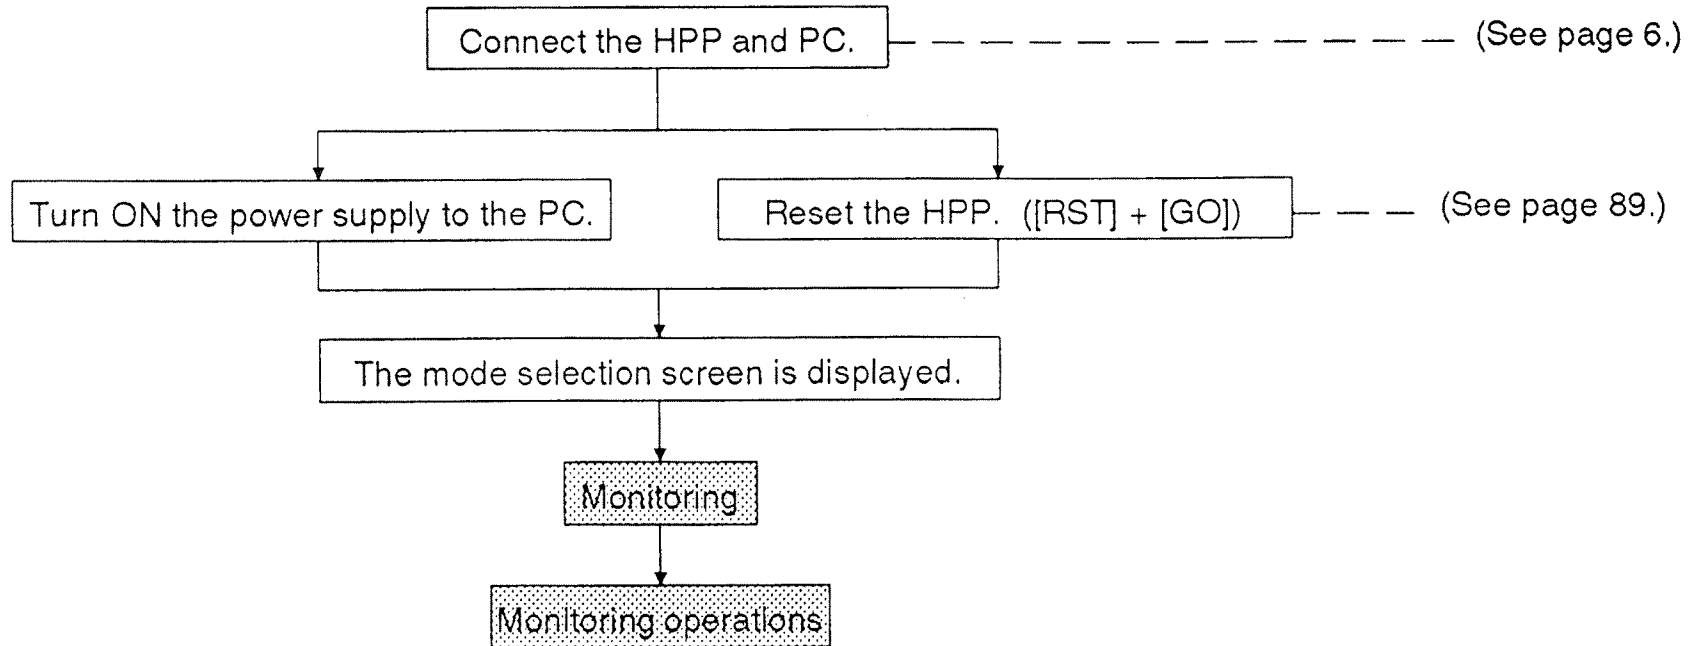 Connect the HPP and PC.
(See page 6.)
Turn ON the power supply to the PC.
Reset the HPP. ([RST] + [GO])
(See page 89.)
The mode selection screen is displayed.
Monitoring
Monitoring operations